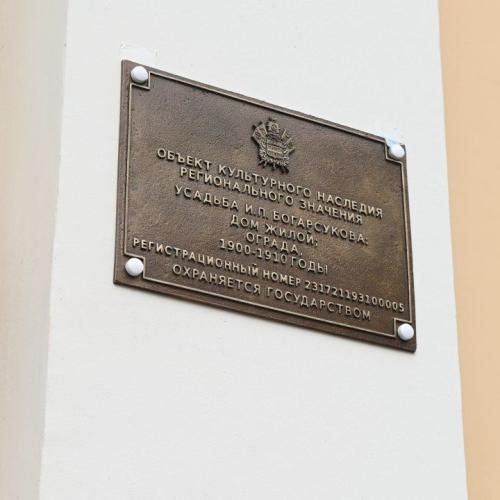 ОБЪЕКТ КУЛЬТУРНОГО НАСЛЕДИЯ
РЕГИОНАЛЬНОГО ЗНАЧЕНИЯ
УСАДЬБА И.П. БОГАРСУКОВА:
ДОМ ЖИЛОЙ;
ОГРАДА,
1900-1910 ГОДЫ
РЕГИСТРАЦИОННЫЙ НОМЕР 231721193100005
ОХРАНЯЕТСЯ ГОСУДАРСТВОМ